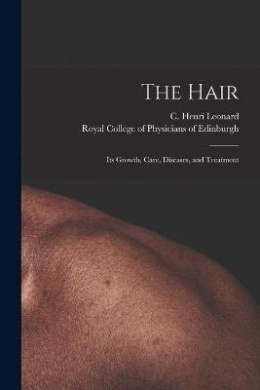 The Hair
Its Growth, Care, Diseases, and Treatment
C. Henri Leonard
Royal College of Physicians of Edinburgh